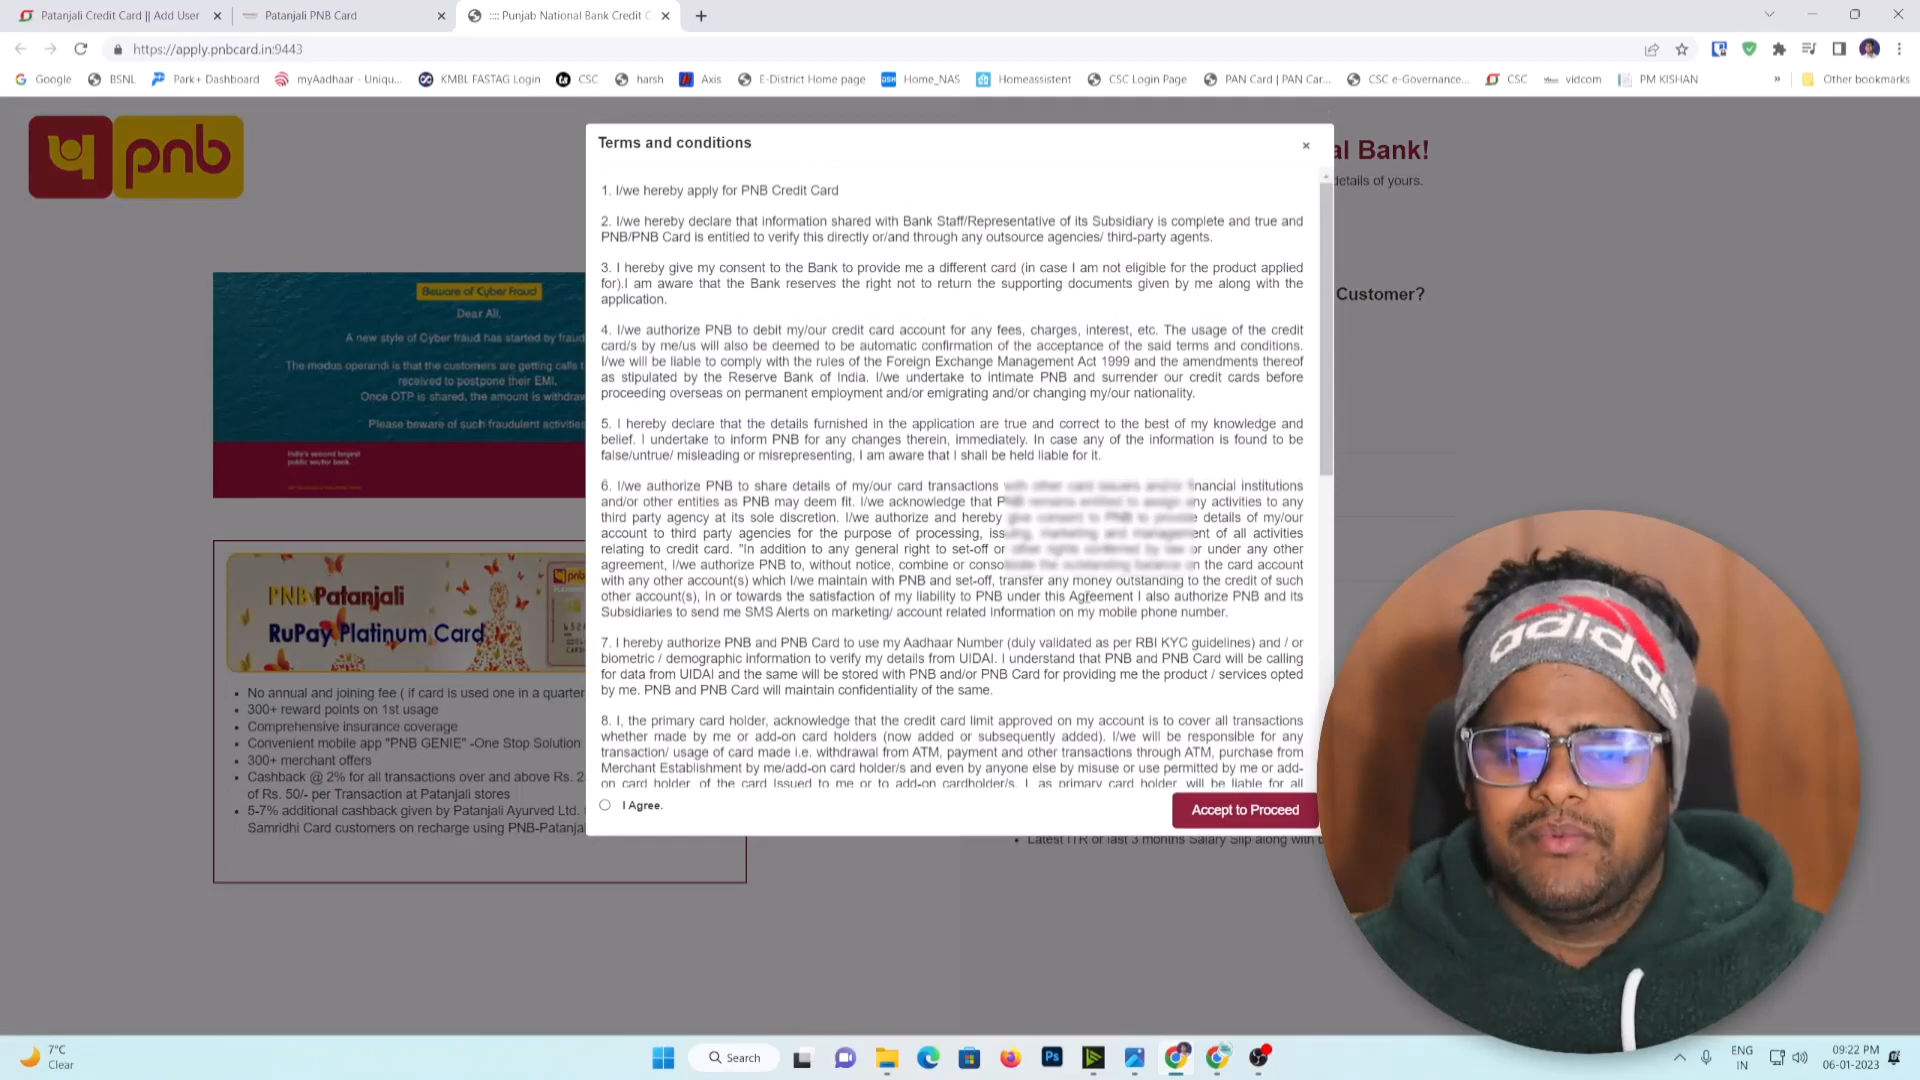 Patanjali Credit Card || Add User
Patanjali PNB Card
:::: Punjab National Bank Credit C
https://apply.pnbcard.in:9443
Google
BSNL
Park+ Dashboard
myAadhaar - Uniqu...
KMBL FASTAG Login
CSC
harsh
Axis
E-District Home page
Home_NAS
Homeassistent
CSC Login Page
PAN Card | PAN Car...
CSC e-Governance...
CSC
vidcom
PM KISHAN
»
Other bookmarks
pnb
al Bank!
details of yours.
Customer?
Beware of Cyber Fraud
Dear All,
A new style of Cyber fraud has started by fraud
The modus operandi is that the customers are getting calls t
received to postpone their EMI.
Once OTP is shared, the amount is withdraw
Please beware of such fraudulent activities
India's second largest
public sector bank.
PNB Patanjali
RuPay Platinum Card
• No annual and joining fee ( if card is used one in a quarter
• 300+ reward points on 1st usage
• Comprehensive insurance coverage
• Convenient mobile app "PNB GENIE" -One Stop Solution
• 300+ merchant offers
• Cashback @ 2% for all transactions over and above Rs. 2
of Rs. 50/- per Transaction at Patanjali stores
• 5-7% additional cashback given by Patanjali Ayurved Ltd.
Samridhi Card customers on recharge using PNB-Patanja
Terms and conditions
×
1. I/we hereby apply for PNB Credit Card
2. I/we hereby declare that information shared with Bank Staff/Representative of its Subsidiary is complete and true and
PNB/PNB Card is entitled to verify this directly or/and through any outsource agencies/ third-party agents.
3. I hereby give my consent to the Bank to provide me a different card (in case I am not eligible for the product applied
for).I am aware that the Bank reserves the right not to return the supporting documents given by me along with the
application.
4. I/we authorize PNB to debit my/our credit card account for any fees, charges, interest, etc. The usage of the credit
card/s by me/us will also be deemed to be automatic confirmation of the acceptance of the said terms and conditions.
I/we will be liable to comply with the rules of the Foreign Exchange Management Act 1999 and the amendments thereof
as stipulated by the Reserve Bank of India. I/we undertake to intimate PNB and surrender our credit cards before
proceeding overseas on permanent employment and/or emigrating and/or changing my/our nationality.
5. I hereby declare that the details furnished in the application are true and correct to the best of my knowledge and
belief. I undertake to inform PNB for any changes therein, immediately. In case any of the information is found to be
false/untrue/ misleading or misrepresenting, I am aware that I shall be held liable for it.
6. I/we authorize PNB to share details of my/our card transactions financial institutions
and/or other entities as PNB may deem fit. I/we acknowledge that any activities to any
third party agency at its sole discretion. I/we authorize and hereby details of my/our
account to third party agencies for the purpose of processing, of all activities
relating to credit card. "In addition to any general right to set-off or or under any other
agreement, I/we authorize PNB to, without notice, combine or on the card account
with any other account(s) which I/we maintain with PNB and set-off, transfer any money outstanding to the credit of such
other account(s), In or towards the satisfaction of my liability to PNB under this Agreement I also authorize PNB and its
Subsidiaries to send me SMS Alerts on marketing/ account related information on my mobile phone number.
7. I hereby authorize PNB and PNB Card to use my Aadhaar Number (duly validated as per RBI KYC guidelines) and / or
biometric / demographic information to verify my details from UIDAI. I understand that PNB and PNB Card will be calling
for data from UIDAI and the same will be stored with PNB and/or PNB Card for providing me the product / services opted
by me. PNB and PNB Card will maintain confidentiality of the same.
8. I, the primary card holder, acknowledge that the credit card limit approved on my account is to cover all transactions
whether made by me or add-on card holders (now added or subsequently added). I/we will be responsible for any
transaction/ usage of card made i.e. withdrawal from ATM, payment and other transactions through ATM, purchase from
Merchant Establishment by me/add-on card holder/s and even by anyone else by misuse or use permitted by me or add-
on card holder, of the card Issued to me or to add-on cardholder/s. I, as primary card holder, will be liable for all
I Agree.
Accept to Proceed
• Latest ITR or last 3 months Salary Slip along with b
adidas
7°C
Clear
Search
Ps
ENG
IN
09:22 PM
06-01-2023